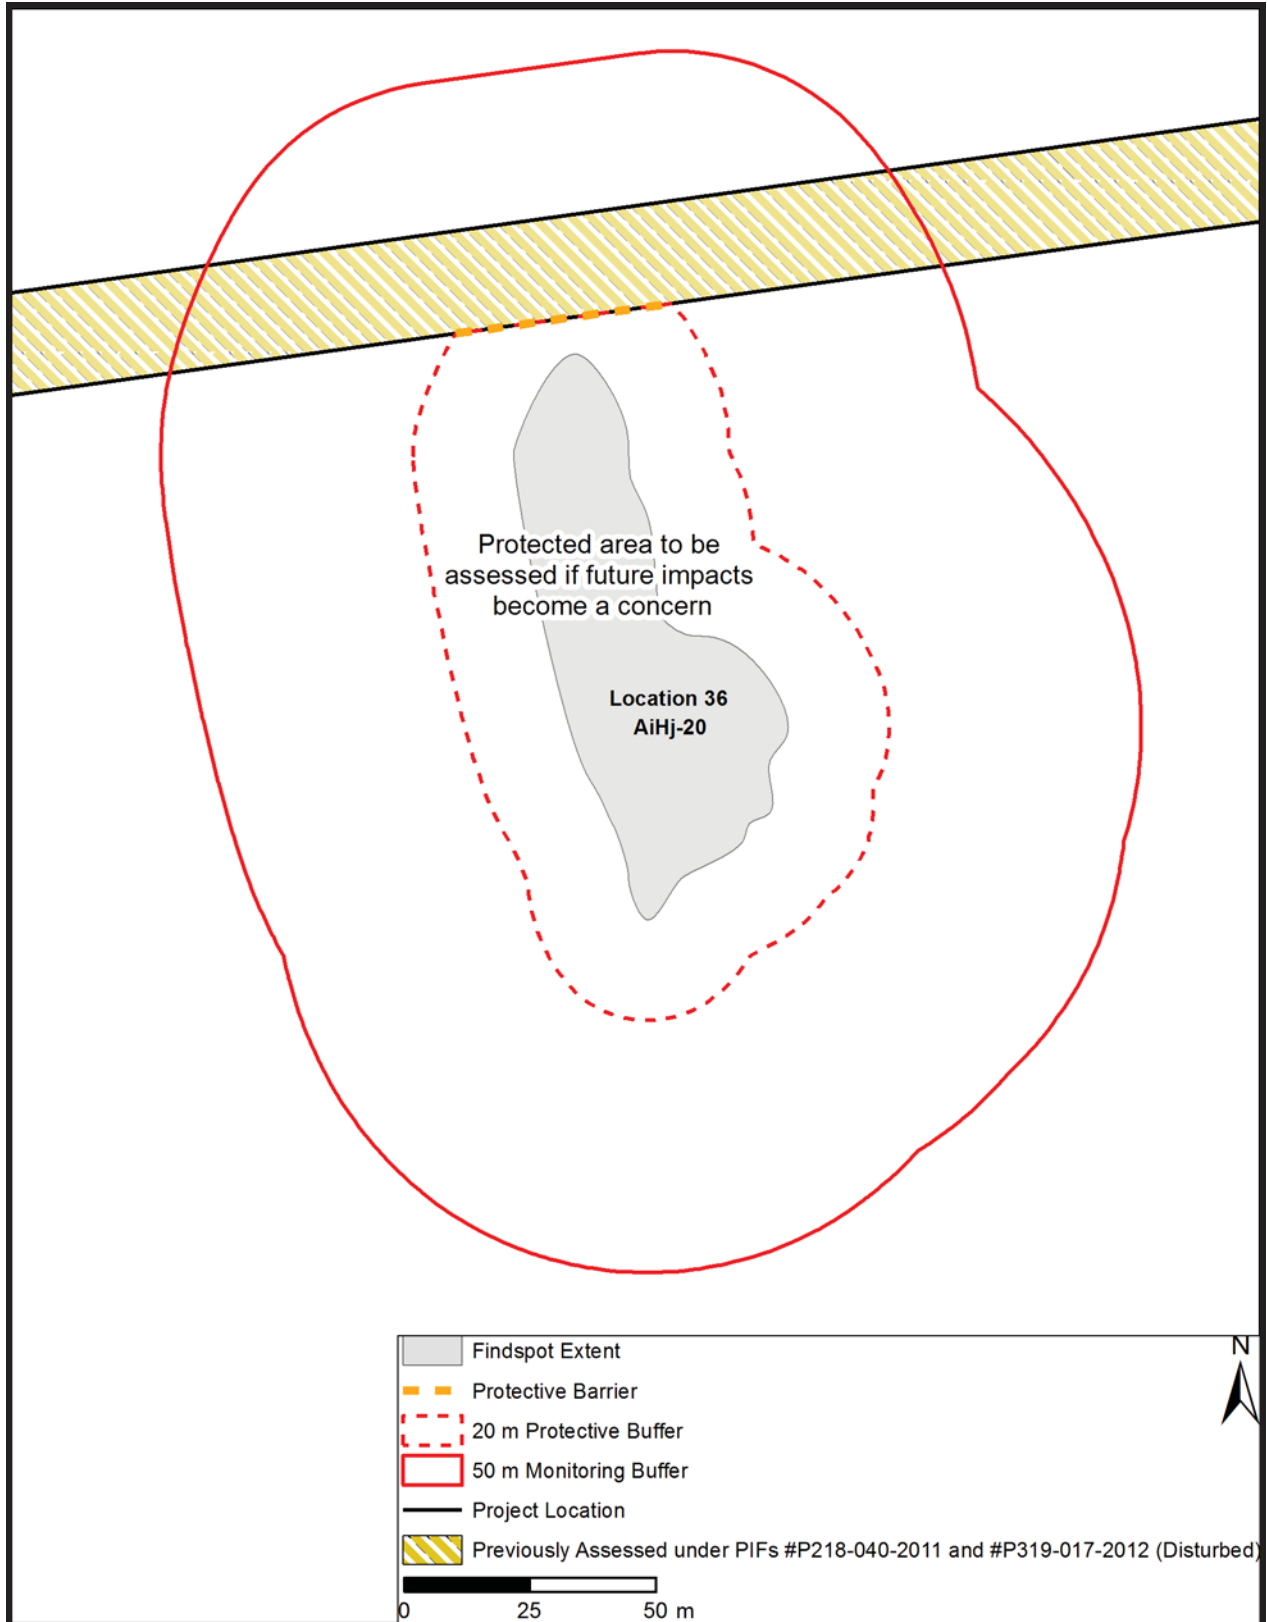 Protected area to be
assessed if future impacts
become a concern
Location 36
AiHj-20
Findspot Extent
N
Protective Barrier
20 m Protective Buffer
50 m Monitoring Buffer
Project Location
Previously Assessed under PIFs #P218-040-2011 and #P319-017-2012 (Disturbed)
0 25 50 m